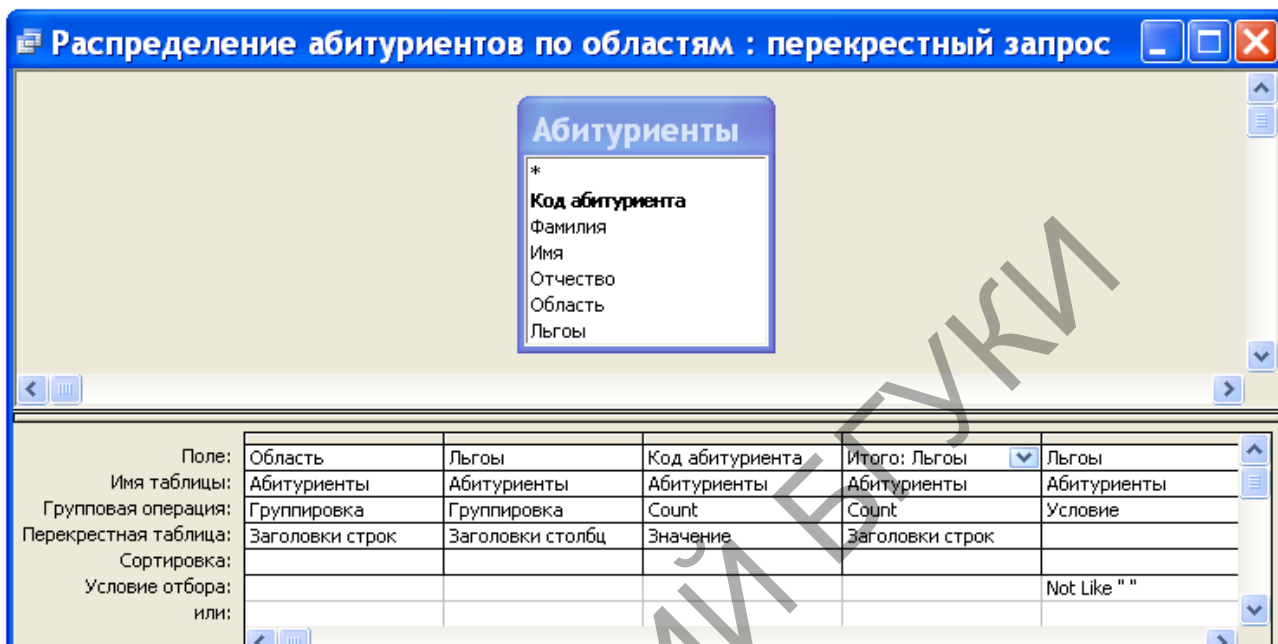 Распределение абитуриентов по областям : перекрестный запрос
Абитуриенты
*
Код абитуриента
Фамилия
Имя
Отчество
Область
Льгоы
Поле: Область Льгоы Код абитуриента Итого: Льгоы Льгоы
Имя таблицы: Абитуриенты Абитуриенты Абитуриенты Абитуриенты Абитуриенты
Групповая операция: Группировка Группировка Count Count Условие
Перекрестная таблица: Заголовки строк Заголовки столбц Значение Заголовки строк
Сортировка:
Условие отбора: Not Like " "
или:
ИЙ БГУКИ